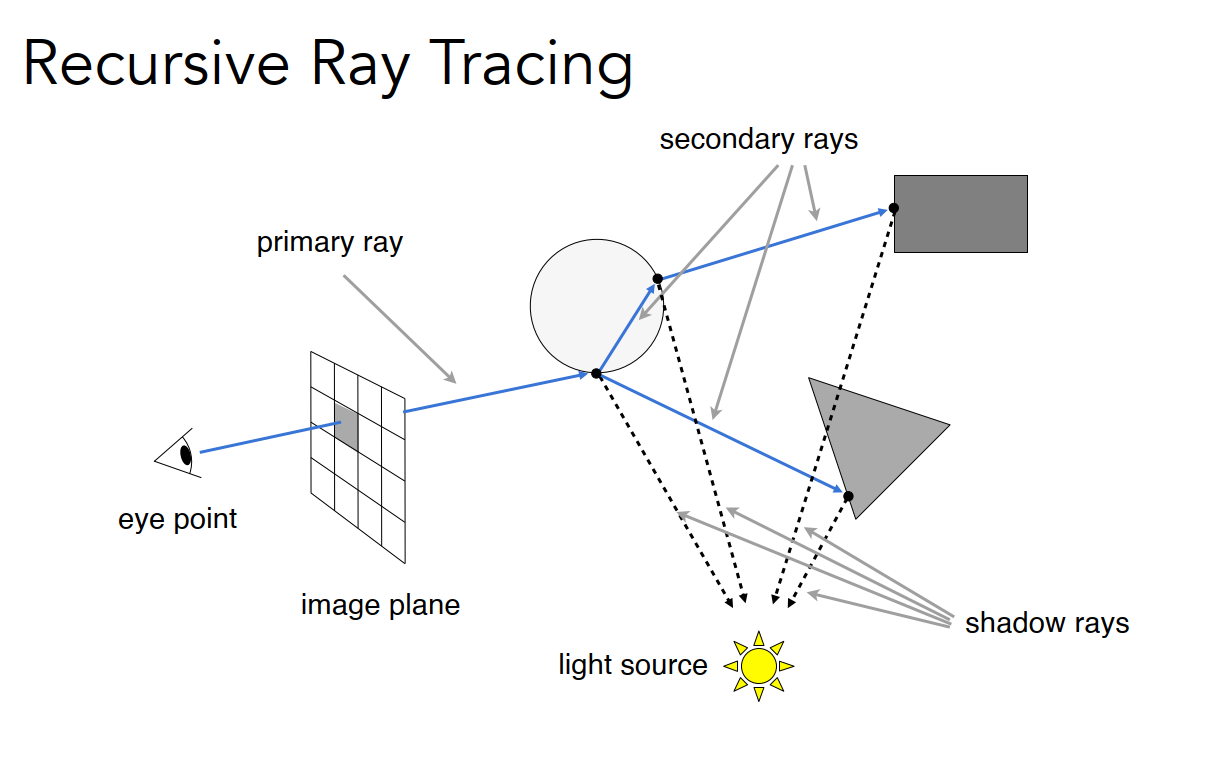 Recursive Ray Tracing
secondary rays
primary ray
eye point
image plane
shadow rays
light source